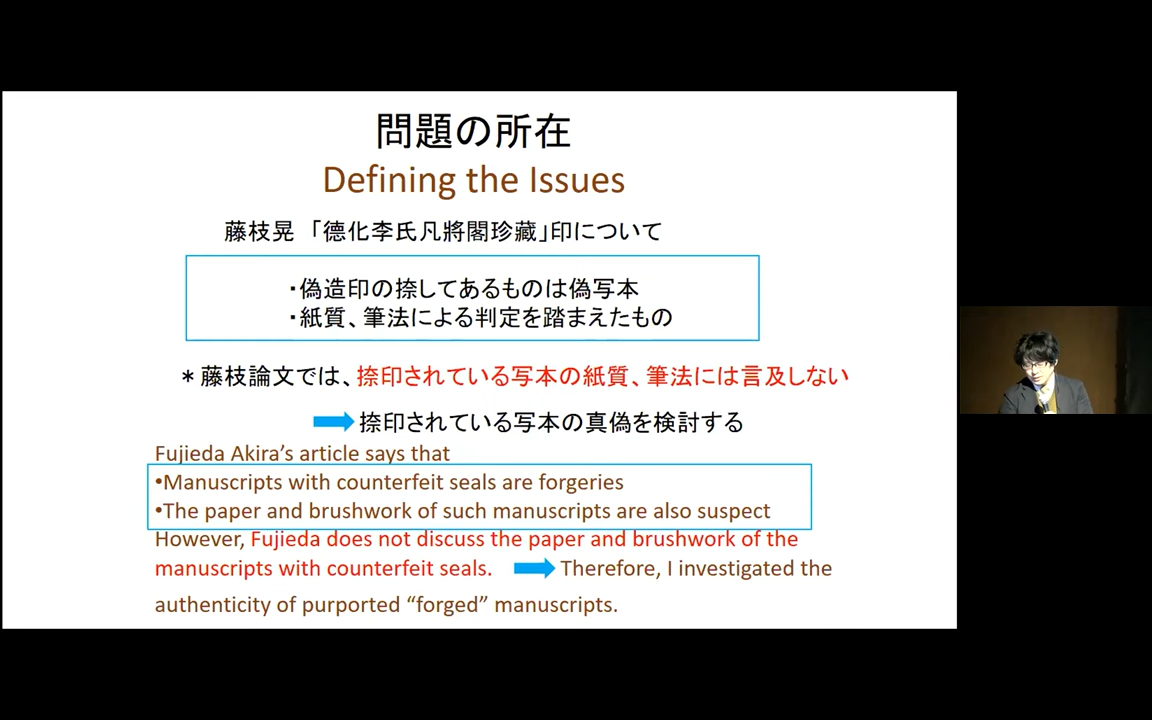 問題の所在
Defining the Issues
藤枝晃 「德化李氏凡將閣珍藏」印について
・偽造印の捺してあるものは偽写本
・紙質、筆法による判定を踏まえたもの
＊藤枝論文では、捺印されている写本の紙質、筆法には言及しない
捺印されている写本の真偽を検討する
Fujieda Akira’s article says that
•Manuscripts with counterfeit seals are forgeries
•The paper and brushwork of such manuscripts are also suspect
However, Fujieda does not discuss the paper and brushwork of the
manuscripts with counterfeit seals. Therefore, I investigated the
authenticity of purported “forged” manuscripts.